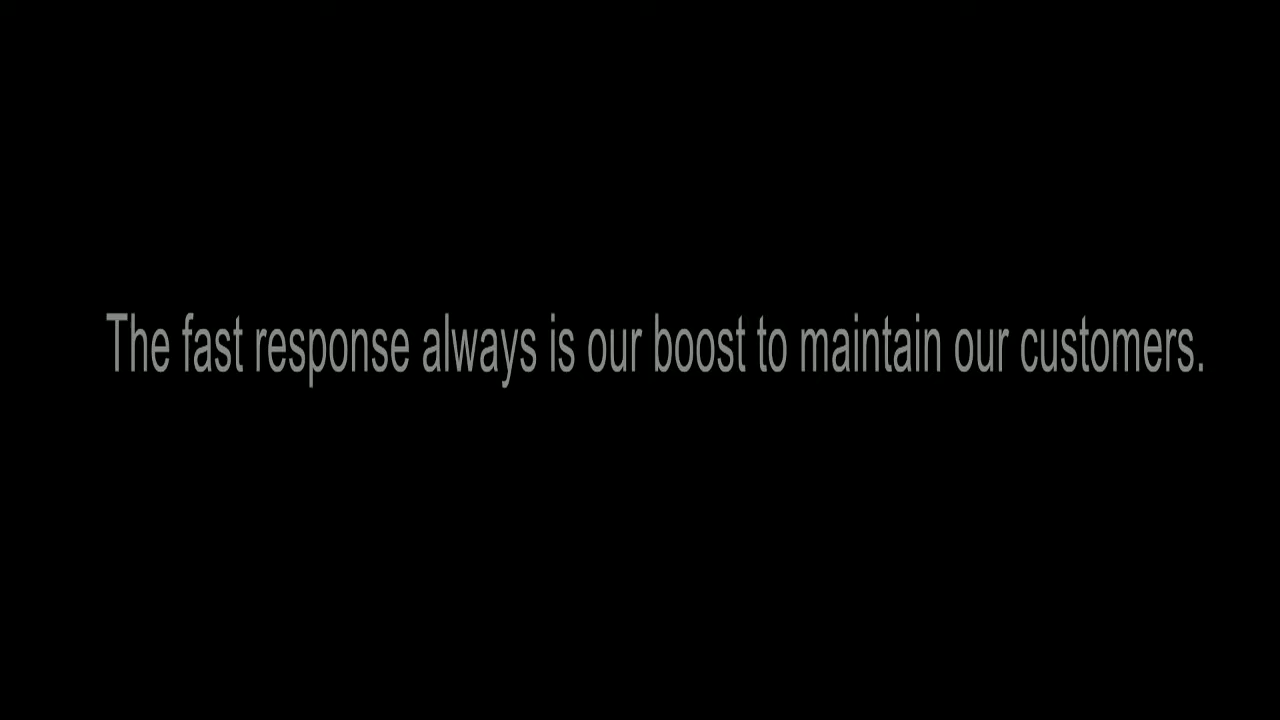 The fast response always is our boost to maintain our customers.